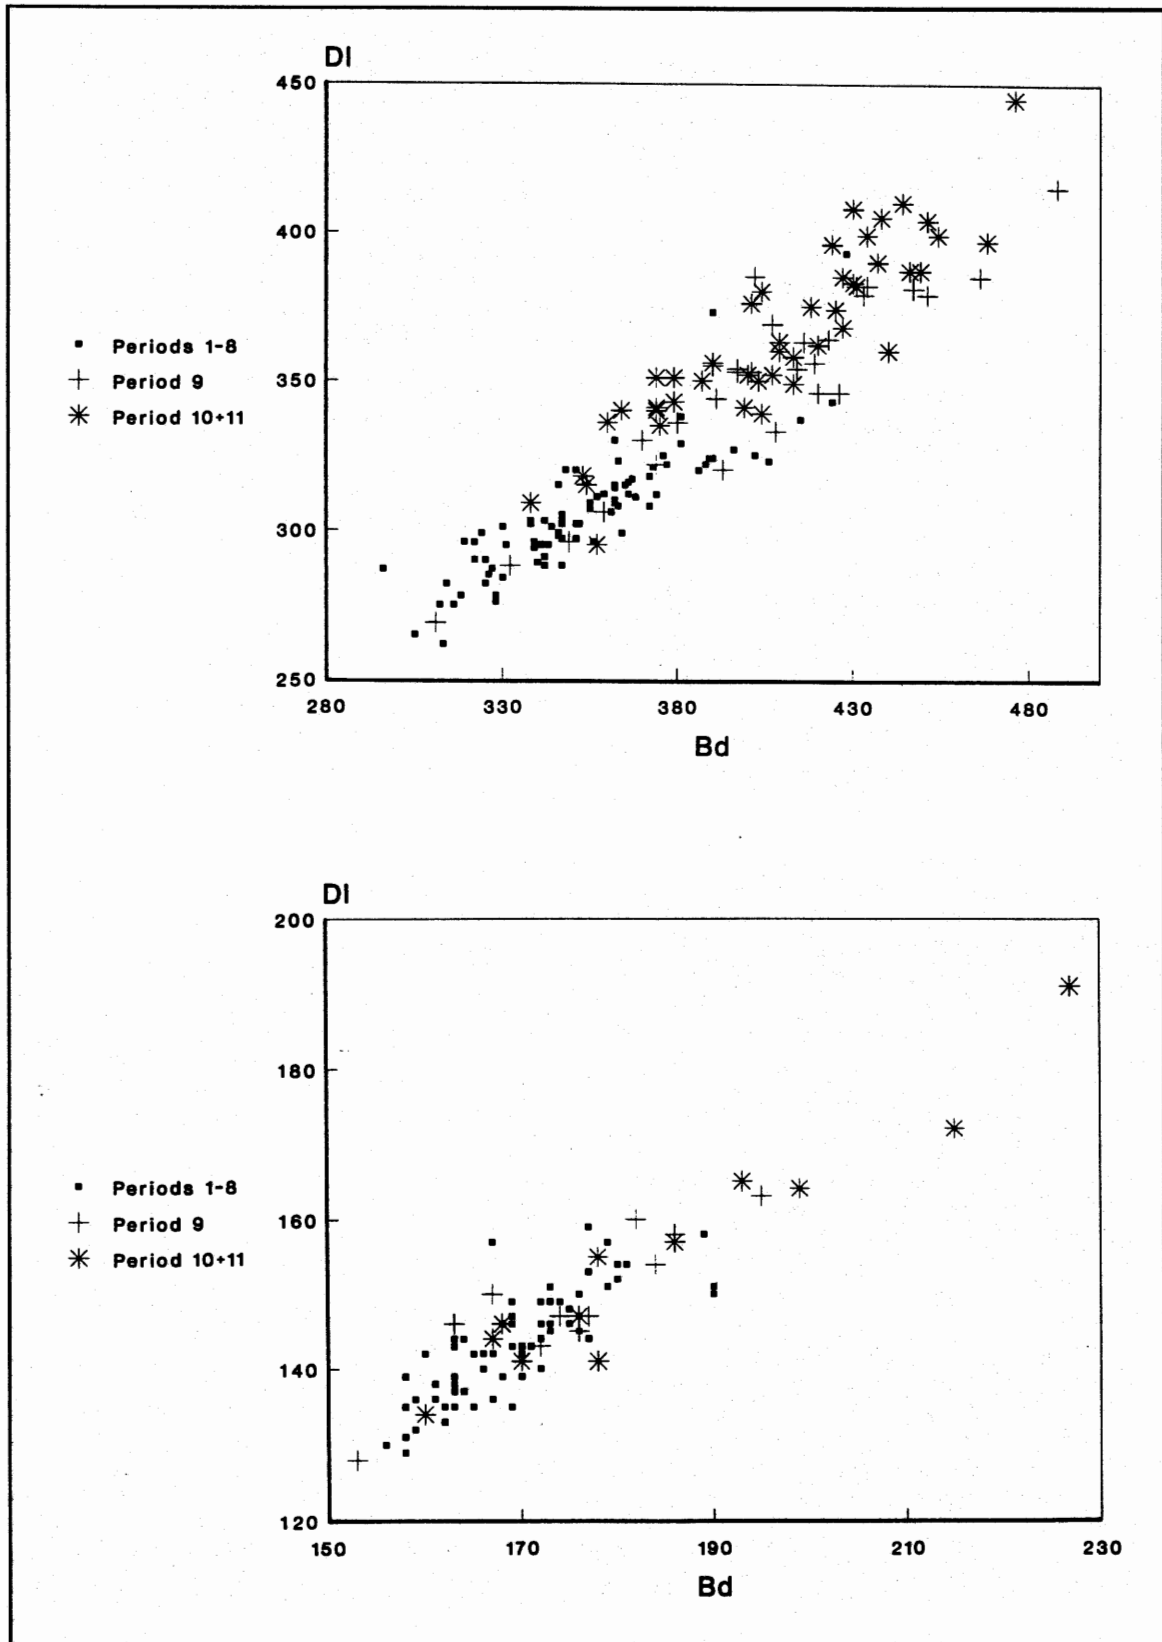 Dl
450
400
350
300
250
280 330 380 430 480
Bd
Periods 1-8
Period 9
Period 10+11
Dl
200
180
160
140
120
150 170 190 210 230
Bd
Periods 1-8
Period 9
Period 10+11